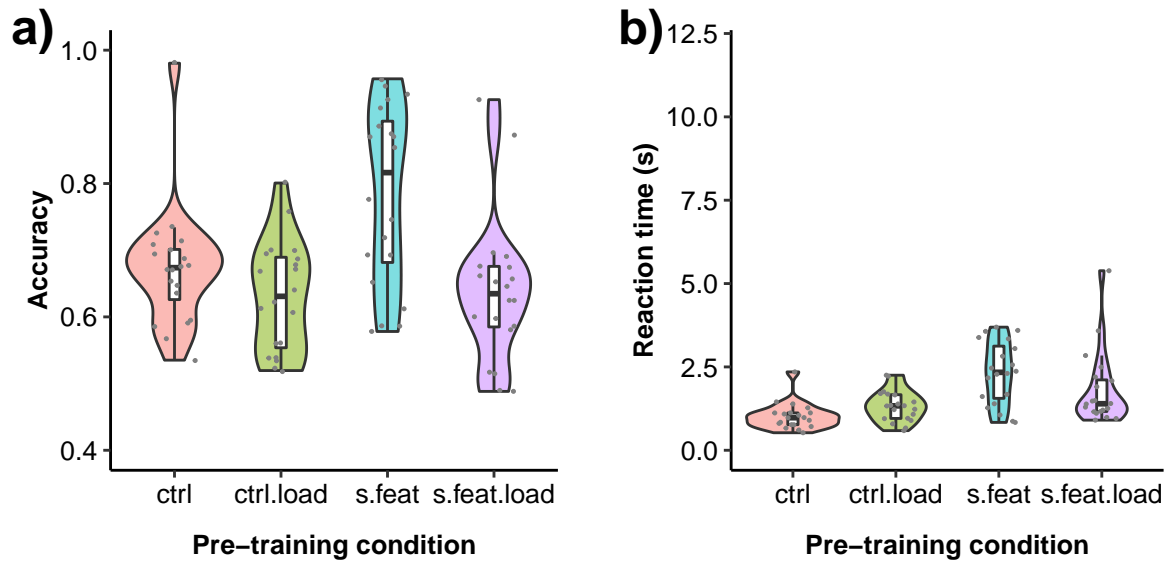 a)
Accuracy
1.0
0.8
0.6
0.4
ctrl ctrl.load s.feat s.feat.load
Pre−training condition
b)
Reaction time (s)
12.5
10.0
7.5
5.0
2.5
0.0
ctrl ctrl.load s.feat s.feat.load
Pre−training condition